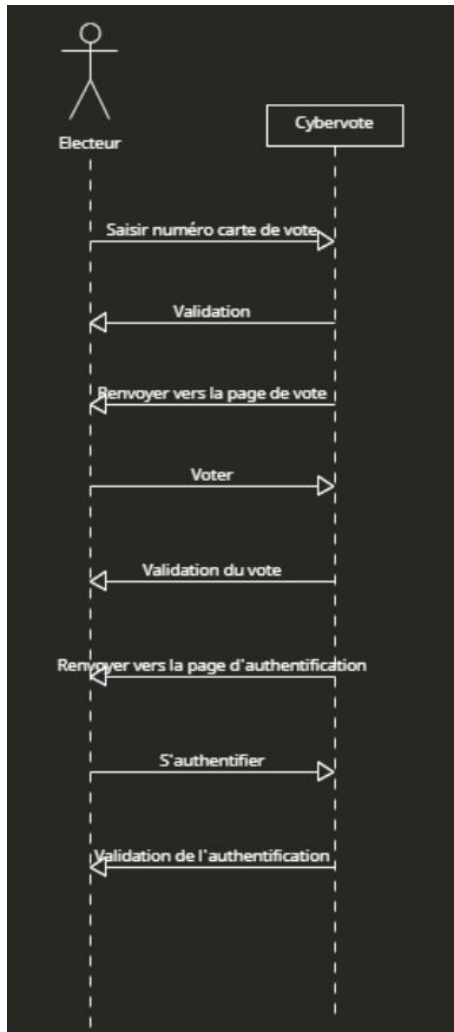 Electeur
Cybervote
Saisir numéro carte de vote
Validation
Renvoyer vers la page de vote
Voter
Validation du vote
Renvoyer vers la page d'authentification
S'authentifier
Validation de l'authentification